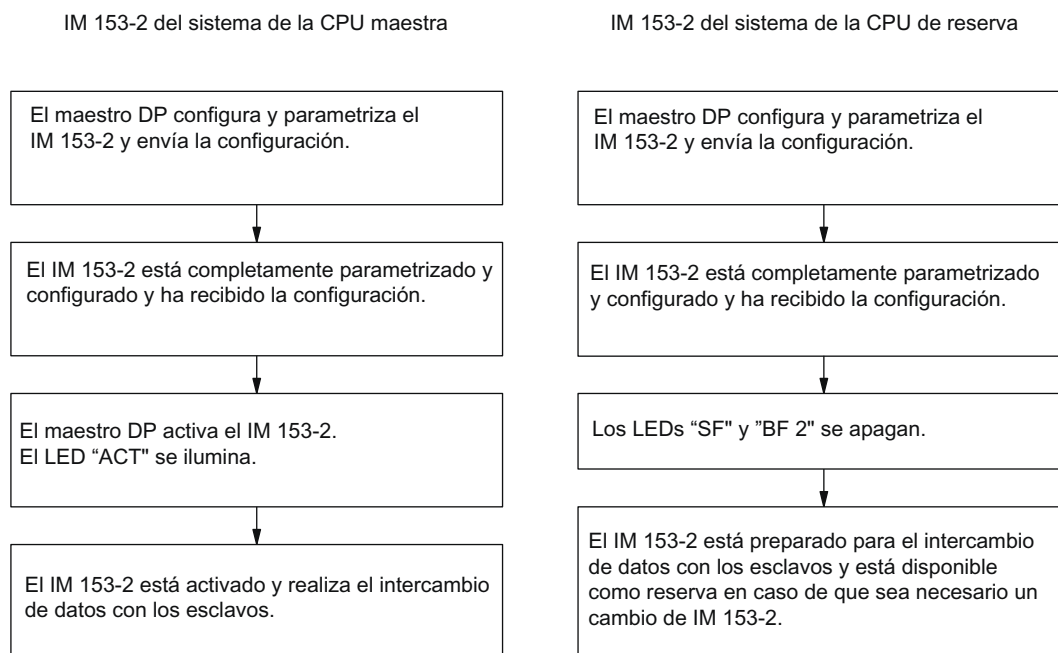 IM 153-2 del sistema de la CPU maestra
El maestro DP configura y parametriza el
IM 153-2 y envía la configuración.
El IM 153-2 está completamente parametrizado y
configurado y ha recibido la configuración.
El maestro DP activa el IM 153-2.
El LED “ACT" se ilumina.
El IM 153-2 está activado y realiza el intercambio
de datos con los esclavos.
IM 153-2 del sistema de la CPU de reserva
El maestro DP configura y parametriza el
IM 153-2 y envía la configuración.
El IM 153-2 está completamente parametrizado
y configurado y ha recibido la configuración.
Los LEDs “SF" y ”BF 2" se apagan.
El IM 153-2 está preparado para el intercambio
de datos con los esclavos y está disponible
como reserva en caso de que sea necesario un
cambio de IM 153-2.